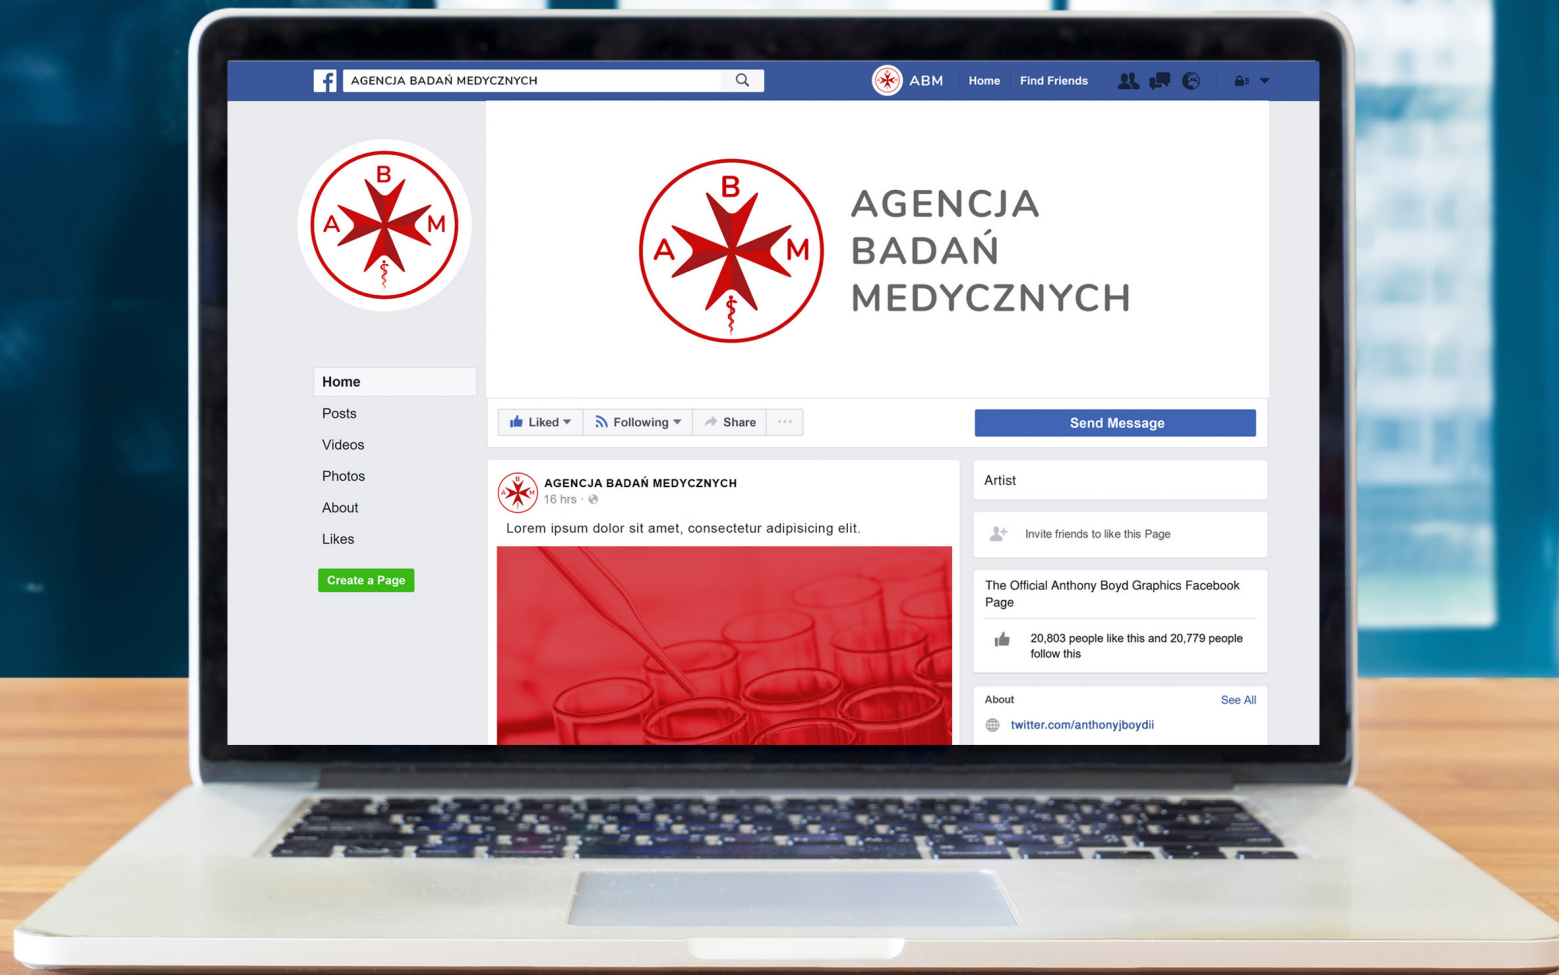 AGENCJA BADAŃ MEDYCZNYCH
ABM
Home
Find Friends
B
A
M
B
A
M
AGENCJA
BADAŃ
MEDYCZNYCH
Home
Posts
Videos
Photos
About
Likes
Create a Page
Liked
Following
Share
Send Message
B
A
M
AGENCJA BADAŃ MEDYCZNYCH
16 hrs ·
Lorem ipsum dolor sit amet, consectetur adipisicing elit.
Artist
Invite friends to like this Page
The Official Anthony Boyd Graphics Facebook
Page
20,803 people like this and 20,779 people
follow this
About
See All
twitter.com/anthonyjboydii